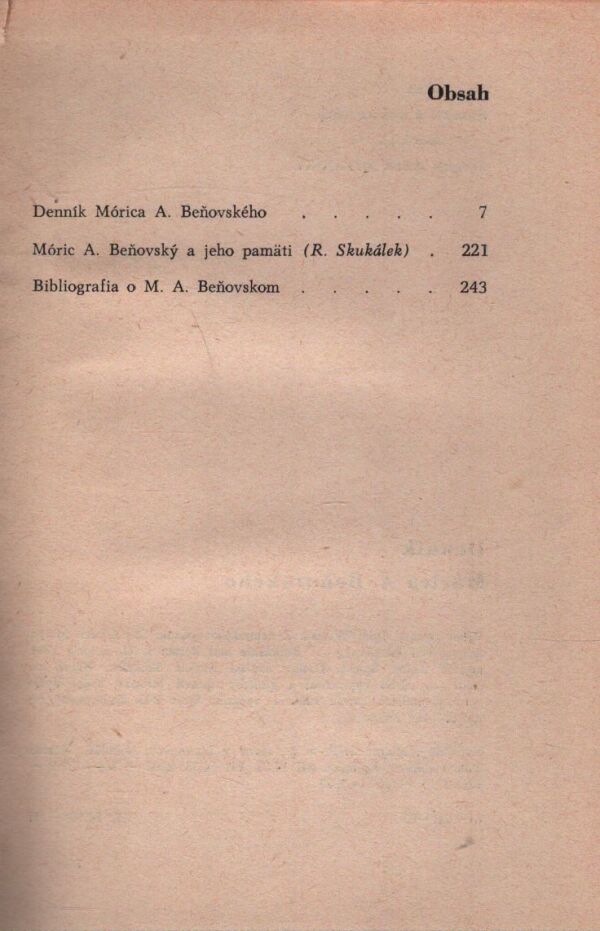 Obsah
Denník Mórica A. Beňovského . . . . . 7
Móric A. Beňovský a jeho pamäti (R. Skukálek) . 221
Bibliografia o M. A. Beňovskom . . . . . 243